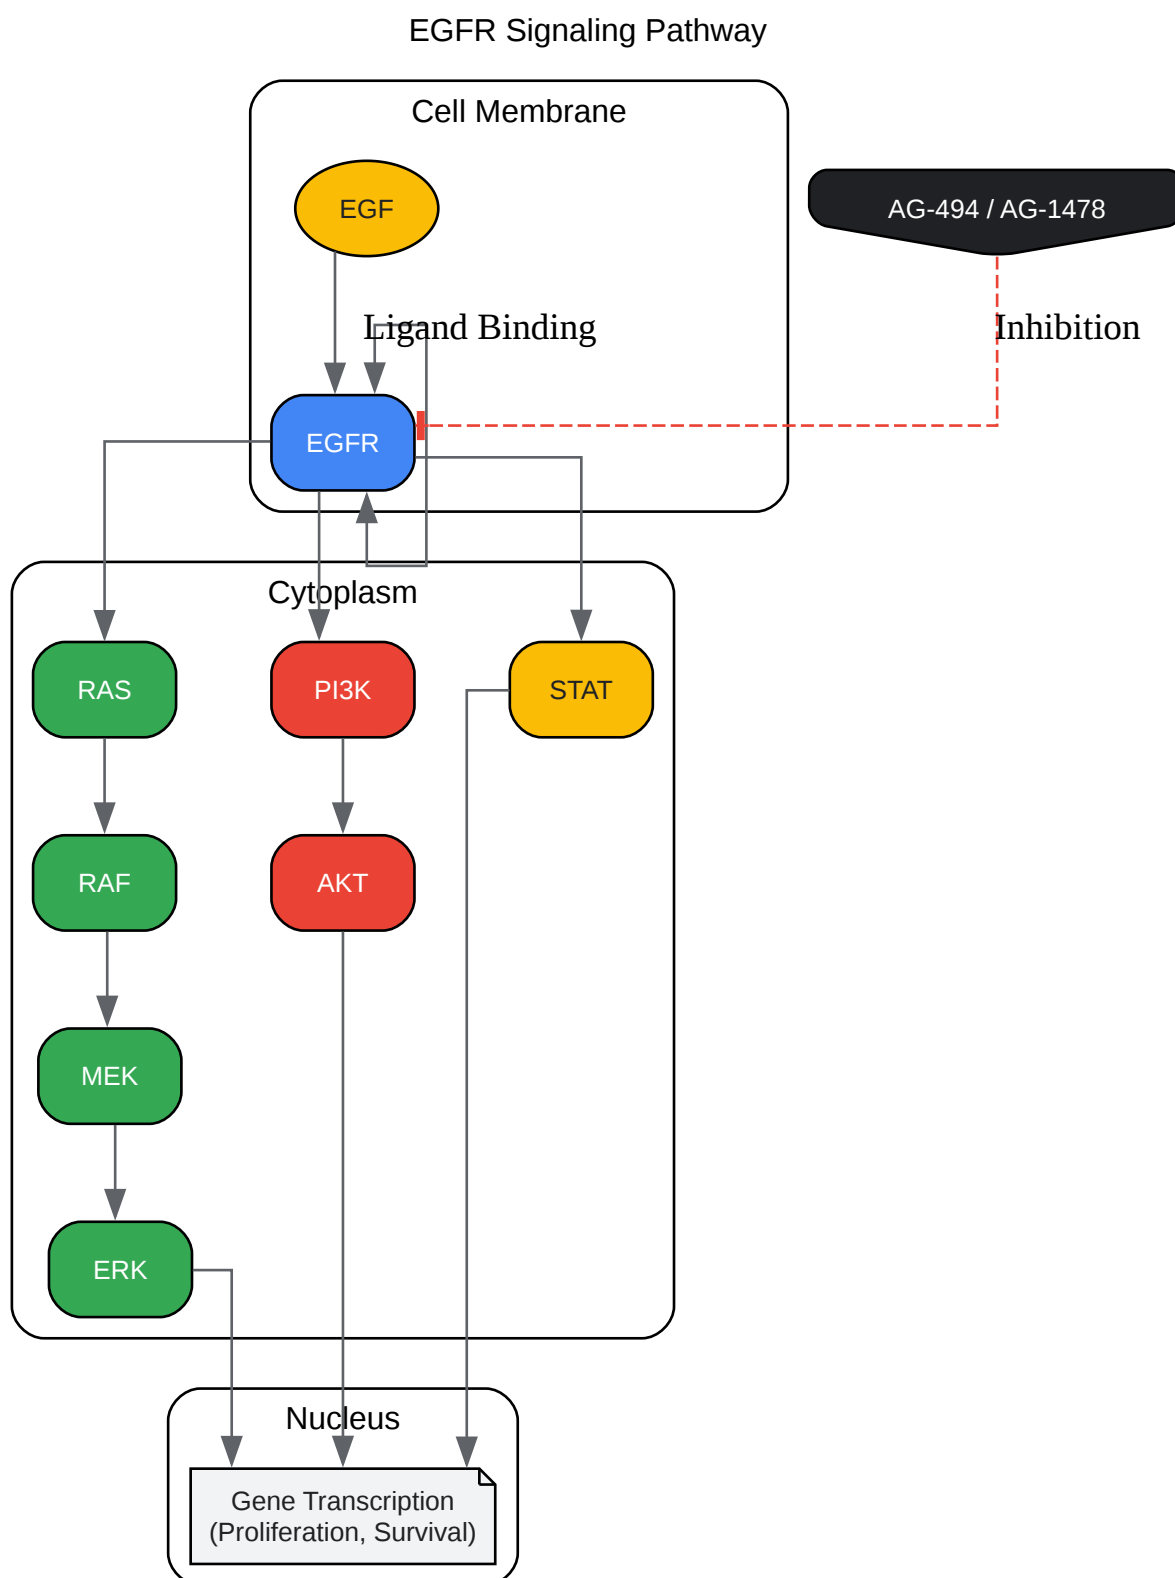 EGFR Signaling Pathway
Cell Membrane
EGF
AG-494 / AG-1478
Ligand Binding
Inhibition
EGFR
Cytoplasm
RAS
PI3K
STAT
RAF
AKT
MEK
ERK
Nucleus
Gene Transcription
(Proliferation, Survival)